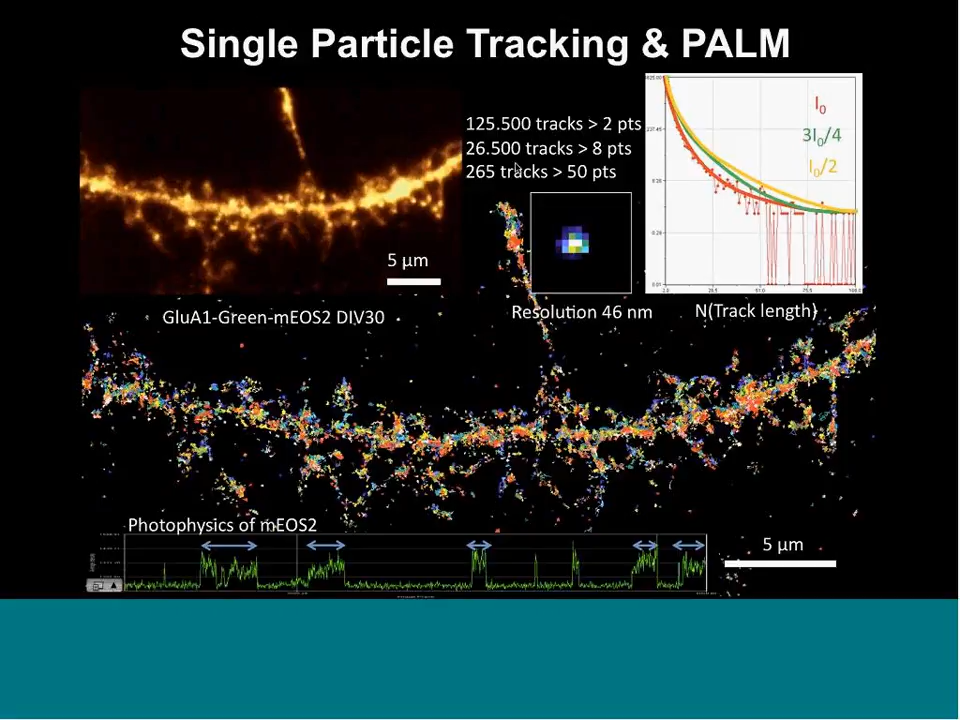 Single Particle Tracking & PALM
125.500 tracks > 2 pts
26.500 tracks > 8 pts
265 tracks > 50 pts
I0
3I0/4
I0/2
5 µm
GluA1-Green-mEOS2 DIV30
Resolution 46 nm
N(Track length)
Photophysics of mEOS2
5 µm